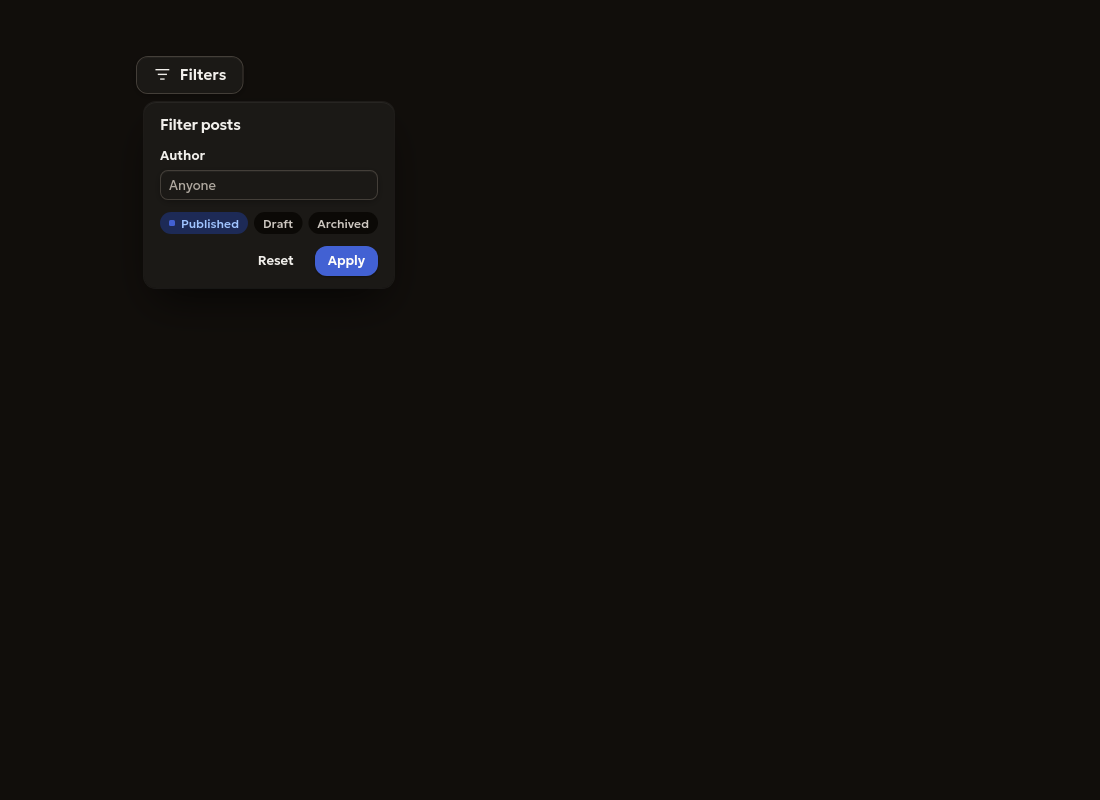 Filters
Filter posts
Author
Anyone
Published Draft Archived
Reset Apply